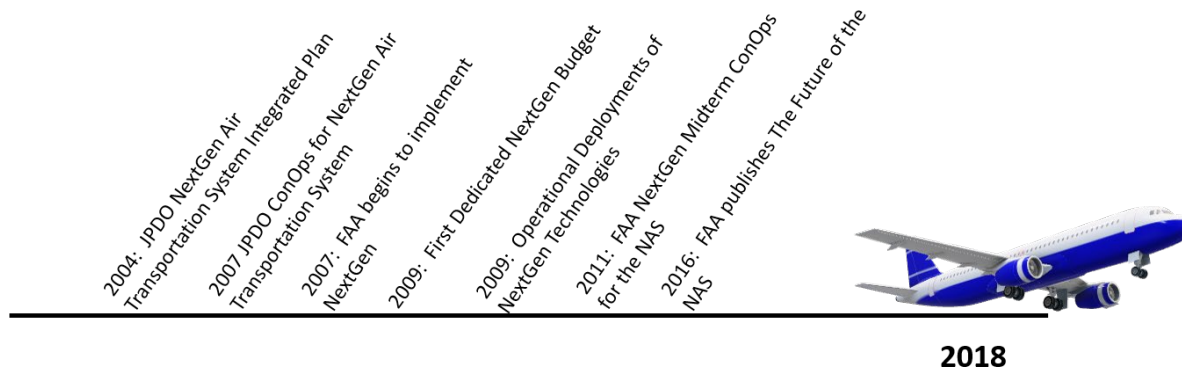 2004: JPDO NextGen Air
Transportation System Integrated Plan
2007 JPDO ConOps for NextGen Air
Transportation System
2007: FAA begins to implement
NextGen
2009: First Dedicated NextGen Budget
2009: Operational Deployments of
NextGen Technologies
2011: FAA NextGen Midterm ConOps
for the NAS
2016: FAA publishes The Future of the
NAS
2018